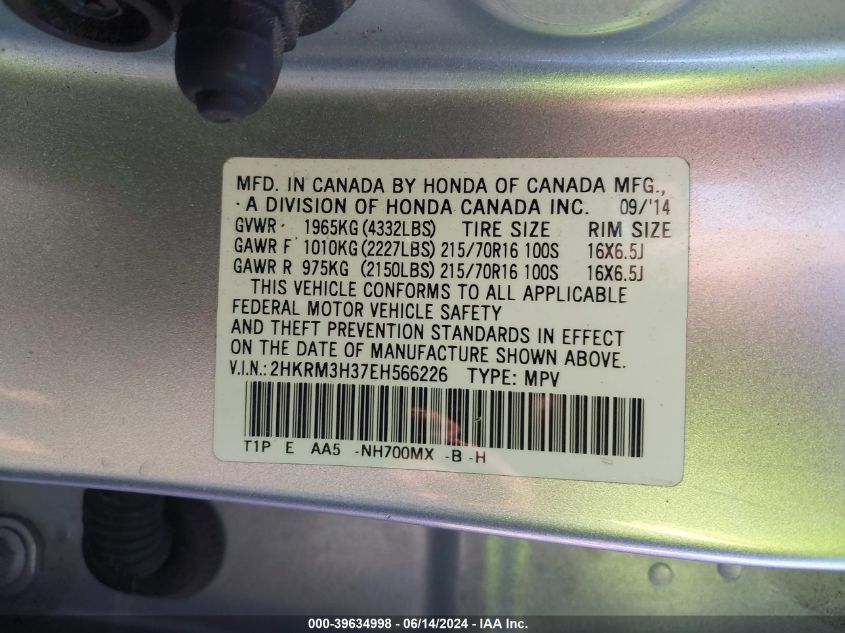 MFD. IN CANADA BY HONDA OF CANADA MFG.,
A DIVISION OF HONDA CANADA INC. 09/'14
GVWR 1965KG (4332LBS) TIRE SIZE RIM SIZE
GAWR F 1010KG (2227LBS) 215/70R16 100S 16X6.5J
GAWR R 975KG (2150LBS) 215/70R16 100S 16X6.5J
THIS VEHICLE CONFORMS TO ALL APPLICABLE
FEDERAL MOTOR VEHICLE SAFETY
AND THEFT PREVENTION STANDARDS IN EFFECT
ON THE DATE OF MANUFACTURE SHOWN ABOVE.
V.I.N.: 2HKRM3H37EH566226 TYPE: MPV
T1P E AA5 -NH700MX -B -H
000-39634998 - 06/14/2024 - IAA Inc.